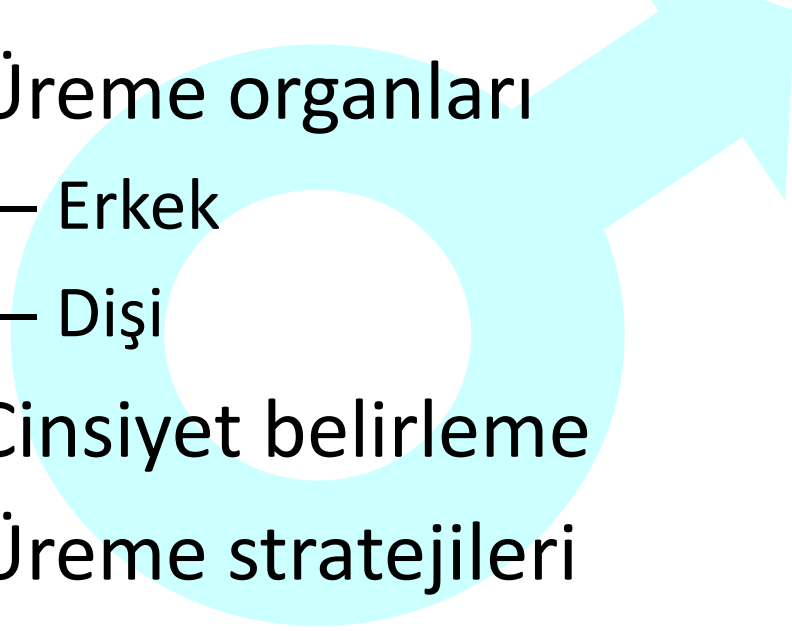 Üreme organları
– Erkek
– Dişi
Cinsiyet belirleme
Üreme stratejileri